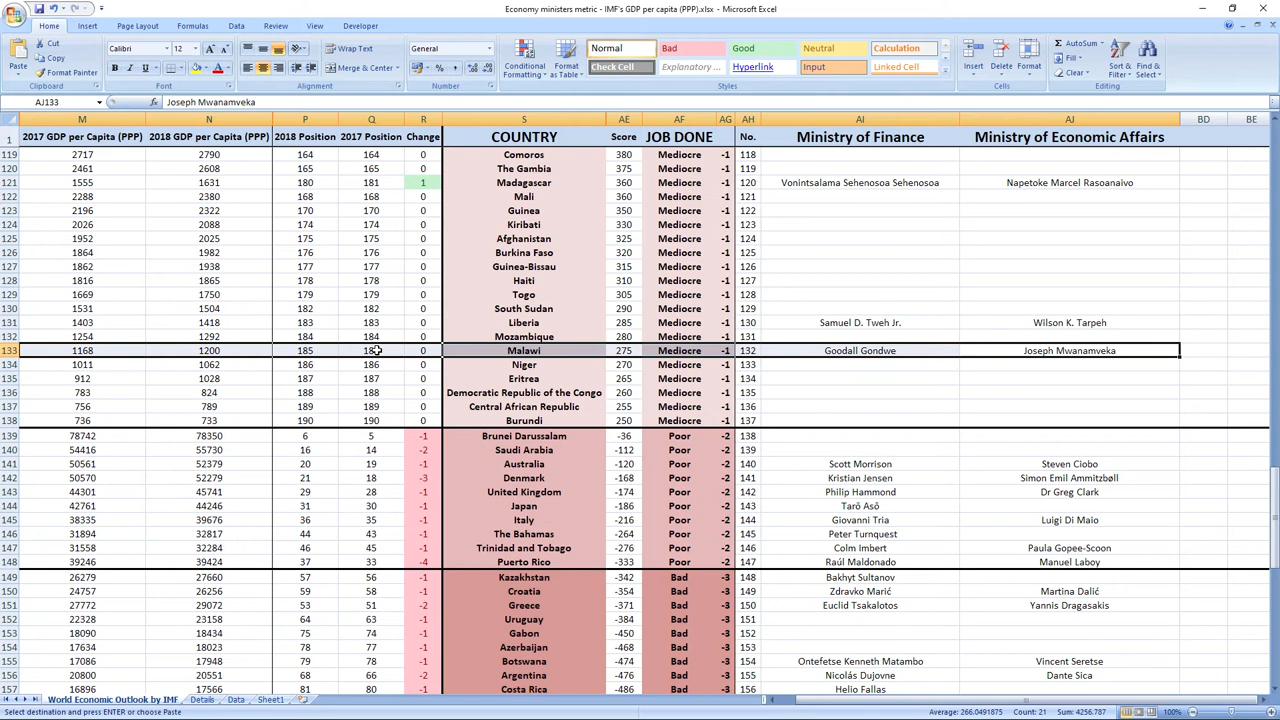 Economy ministers metric - IMF's GDP per capita (PPP).xlsx - Microsoft Excel
Home Insert Page Layout Formulas Data Review View Developer
Paste Cut Copy Format Painter Clipboard
Calibri 12 B I U Font
Wrap Text Merge & Center Alignment
General % , Number
Conditional Formatting Format as Table
Normal Bad Good Neutral Calculation
Check Cell Explanatory ... Hyperlink Input Linked Cell
Styles
Insert Delete Format Cells
AutoSum Fill Clear Sort & Filter Find & Select Editing
AJ133 Joseph Mwanamveka
M N P Q R S AE AF AG AH AI AJ BD BE
1 2017 GDP per Capita (PPP) 2018 GDP per Capita (PPP) 2018 Position 2017 Position Change COUNTRY Score JOB DONE No. Ministry of Finance Ministry of Economic Affairs
119 2717 2790 164 164 0 Comoros 380 Mediocre -1 118
120 2461 2608 165 165 0 The Gambia 375 Mediocre -1 119
121 1555 1631 180 181 1 Madagascar 360 Mediocre -1 120 Vonintsalama Sehenosoa Sehenosoa Napetoke Marcel Rasoanaivo
122 2288 2380 168 168 0 Mali 360 Mediocre -1 121
123 2196 2322 170 170 0 Guinea 350 Mediocre -1 122
124 2026 2088 174 174 0 Kiribati 330 Mediocre -1 123
125 1952 2025 175 175 0 Afghanistan 325 Mediocre -1 124
126 1864 1982 176 176 0 Burkina Faso 320 Mediocre -1 125
127 1862 1938 177 177 0 Guinea-Bissau 315 Mediocre -1 126
128 1816 1865 178 178 0 Haiti 310 Mediocre -1 127
129 1669 1750 179 179 0 Togo 305 Mediocre -1 128
130 1531 1504 182 182 0 South Sudan 290 Mediocre -1 129
131 1403 1418 183 183 0 Liberia 285 Mediocre -1 130 Samuel D. Tweh Jr. Wilson K. Tarpeh
132 1254 1292 184 184 0 Mozambique 280 Mediocre -1 131
133 1168 1200 185 0 Malawi 275 Mediocre -1 132 Goodall Gondwe Joseph Mwanamveka
134 1011 1062 186 186 0 Niger 270 Mediocre -1 133
135 912 1028 187 187 0 Eritrea 265 Mediocre -1 134
136 783 824 188 188 0 Democratic Republic of the Congo 260 Mediocre -1 135
137 756 789 189 189 0 Central African Republic 255 Mediocre -1 136
138 736 733 190 190 0 Burundi 250 Mediocre -1 137
139 78742 78350 6 5 -1 Brunei Darussalam -36 Poor -2 138
140 54416 55730 16 14 -2 Saudi Arabia -112 Poor -2 139
141 50561 52379 20 19 -1 Australia -120 Poor -2 140 Scott Morrison Steven Ciobo
142 50570 52279 21 18 -3 Denmark -168 Poor -2 141 Kristian Jensen Simon Emil Ammitzbøll
143 44301 45741 29 28 -1 United Kingdom -174 Poor -2 142 Philip Hammond Dr Greg Clark
144 42761 44246 31 30 -1 Japan -186 Poor -2 143 Tarō Asō
145 38335 39676 36 35 -1 Italy -216 Poor -2 144 Giovanni Tria Luigi Di Maio
146 31894 32817 44 43 -1 The Bahamas -264 Poor -2 145 Peter Turnquest
147 31558 32284 46 45 -1 Trinidad and Tobago -276 Poor -2 146 Colm Imbert Paula Gopee-Scoon
148 39246 39424 37 33 -4 Puerto Rico -333 Poor -2 147 Raúl Maldonado Manuel Laboy
149 26279 27660 57 56 -1 Kazakhstan -342 Bad -3 148 Bakhyt Sultanov
150 24757 26256 59 58 -1 Croatia -354 Bad -3 149 Zdravko Marić Martina Dalić
151 27772 29072 53 51 -2 Greece -371 Bad -3 150 Euclid Tsakalotos Yannis Dragasakis
152 22328 23158 64 63 -1 Uruguay -384 Bad -3 151
153 18090 18434 75 74 -1 Gabon -450 Bad -3 152
154 17634 18023 78 77 -1 Azerbaijan -468 Bad -3 153
155 17086 17948 79 78 -1 Botswana -474 Bad -3 154 Ontefetse Kenneth Matambo Vincent Seretse
156 20800 20842 68 66 -2 Argentina -476 Bad -3 155 Nicolás Dujovne Dante Sica
157 16896 17566 81 80 -1 Costa Rica -486 Bad -3 156 Helio Fallas
World Economic Outlook by IMF Details Data Sheet1
Select destination and press ENTER or choose Paste Average: 266.0491875 Count: 21 Sum: 4256.787 100%